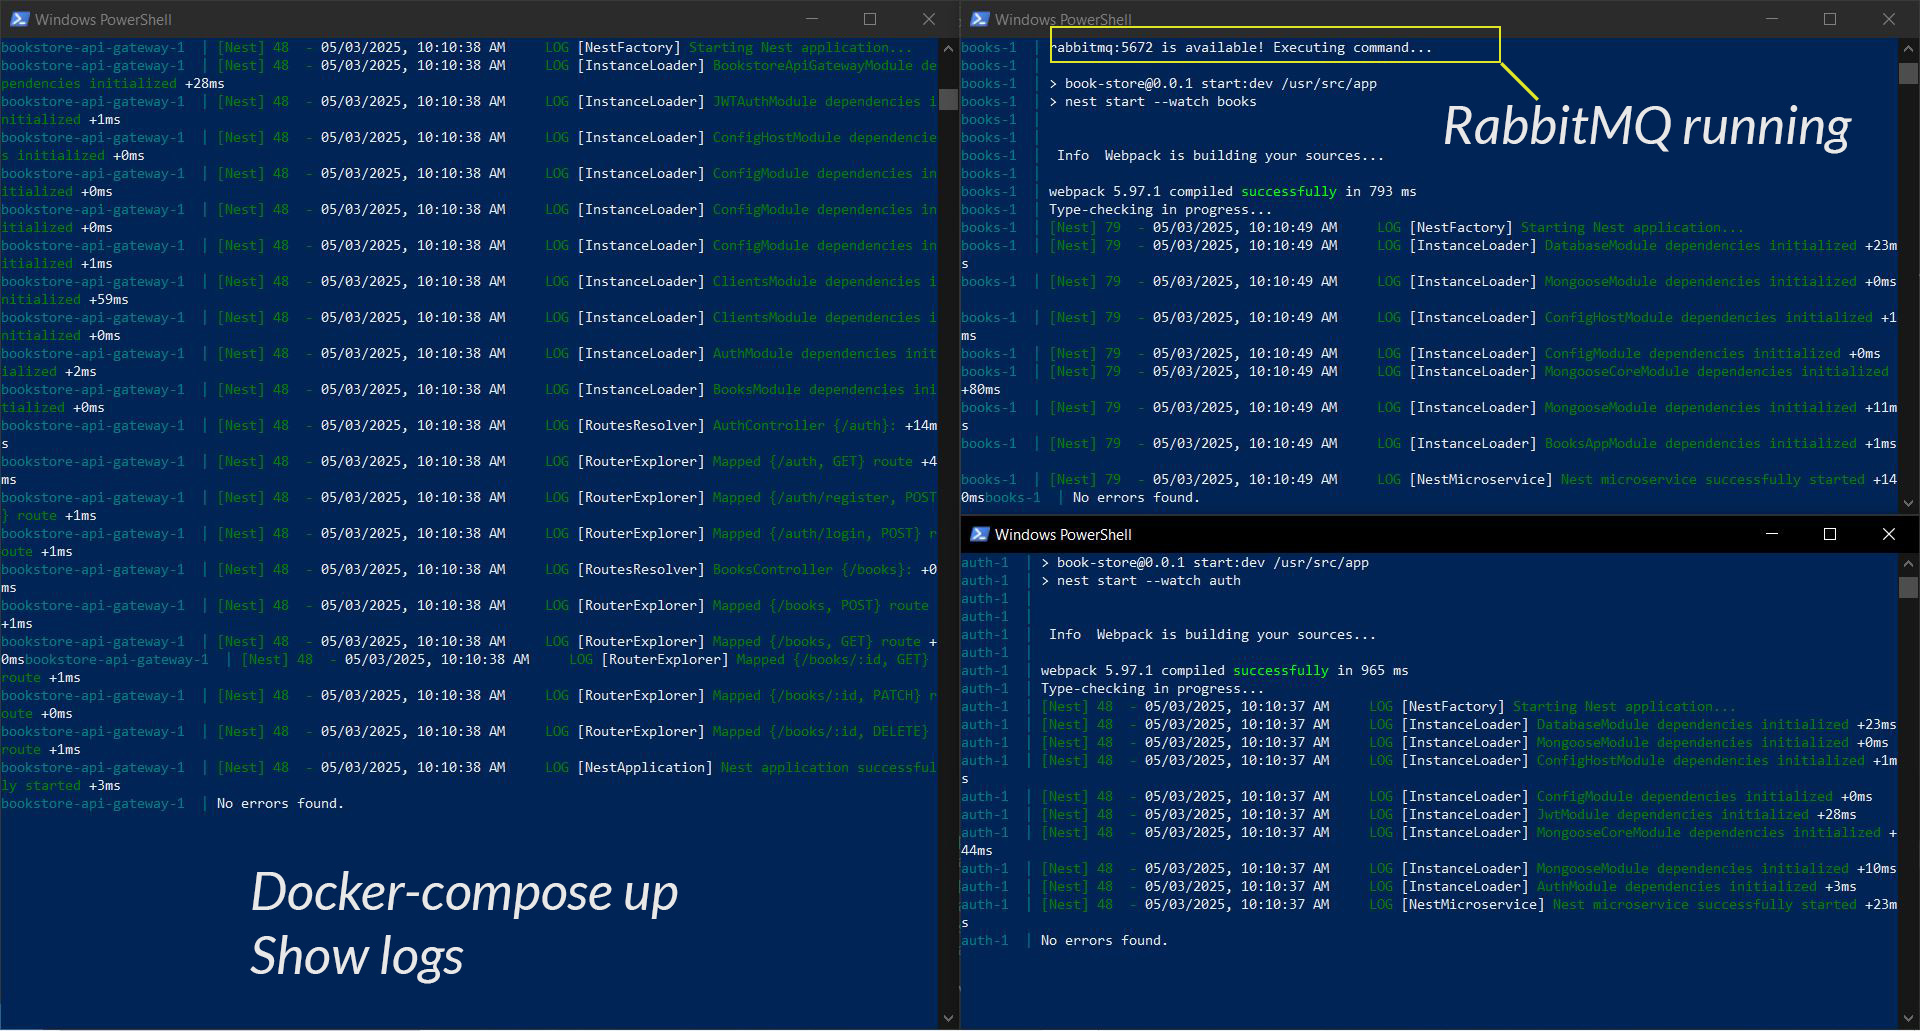 Windows PowerShell
bookstore-api-gateway-1  | [Nest] 48  - 05/03/2025, 10:10:38 AM     LOG [NestFactory] Starting Nest application...
bookstore-api-gateway-1  | [Nest] 48  - 05/03/2025, 10:10:38 AM     LOG [InstanceLoader] BookstoreApiGatewayModule de
pendencies initialized +28ms
bookstore-api-gateway-1  | [Nest] 48  - 05/03/2025, 10:10:38 AM     LOG [InstanceLoader] JWTAuthModule dependencies i
nitialized +1ms
bookstore-api-gateway-1  | [Nest] 48  - 05/03/2025, 10:10:38 AM     LOG [InstanceLoader] ConfigHostModule dependencie
s initialized +0ms
bookstore-api-gateway-1  | [Nest] 48  - 05/03/2025, 10:10:38 AM     LOG [InstanceLoader] ConfigModule dependencies in
itialized +0ms
bookstore-api-gateway-1  | [Nest] 48  - 05/03/2025, 10:10:38 AM     LOG [InstanceLoader] ConfigModule dependencies in
itialized +0ms
bookstore-api-gateway-1  | [Nest] 48  - 05/03/2025, 10:10:38 AM     LOG [InstanceLoader] ConfigModule dependencies in
itialized +1ms
bookstore-api-gateway-1  | [Nest] 48  - 05/03/2025, 10:10:38 AM     LOG [InstanceLoader] ClientsModule dependencies i
nitialized +59ms
bookstore-api-gateway-1  | [Nest] 48  - 05/03/2025, 10:10:38 AM     LOG [InstanceLoader] ClientsModule dependencies i
nitialized +0ms
bookstore-api-gateway-1  | [Nest] 48  - 05/03/2025, 10:10:38 AM     LOG [InstanceLoader] AuthModule dependencies init
ialized +2ms
bookstore-api-gateway-1  | [Nest] 48  - 05/03/2025, 10:10:38 AM     LOG [InstanceLoader] BooksModule dependencies ini
tialized +0ms
bookstore-api-gateway-1  | [Nest] 48  - 05/03/2025, 10:10:38 AM     LOG [RoutesResolver] AuthController {/auth}: +14m
s
bookstore-api-gateway-1  | [Nest] 48  - 05/03/2025, 10:10:38 AM     LOG [RouterExplorer] Mapped {/auth, GET} route +4
ms
bookstore-api-gateway-1  | [Nest] 48  - 05/03/2025, 10:10:38 AM     LOG [RouterExplorer] Mapped {/auth/register, POST
} route +1ms
bookstore-api-gateway-1  | [Nest] 48  - 05/03/2025, 10:10:38 AM     LOG [RouterExplorer] Mapped {/auth/login, POST} r
oute +1ms
bookstore-api-gateway-1  | [Nest] 48  - 05/03/2025, 10:10:38 AM     LOG [RoutesResolver] BooksController {/books}: +0
ms
bookstore-api-gateway-1  | [Nest] 48  - 05/03/2025, 10:10:38 AM     LOG [RouterExplorer] Mapped {/books, POST} route
+1ms
bookstore-api-gateway-1  | [Nest] 48  - 05/03/2025, 10:10:38 AM     LOG [RouterExplorer] Mapped {/books, GET} route +
0msbookstore-api-gateway-1  | [Nest] 48  - 05/03/2025, 10:10:38 AM     LOG [RouterExplorer] Mapped {/books/:id, GET}
route +1ms
bookstore-api-gateway-1  | [Nest] 48  - 05/03/2025, 10:10:38 AM     LOG [RouterExplorer] Mapped {/books/:id, PATCH} r
oute +0ms
bookstore-api-gateway-1  | [Nest] 48  - 05/03/2025, 10:10:38 AM     LOG [RouterExplorer] Mapped {/books/:id, DELETE}
route +1ms
bookstore-api-gateway-1  | [Nest] 48  - 05/03/2025, 10:10:38 AM     LOG [NestApplication] Nest application successful
ly started +3ms
bookstore-api-gateway-1  | No errors found.
Docker-compose up
Show logs
Windows PowerShell
books-1  | rabbitmq:5672 is available! Executing command...
books-1  |
books-1  | > book-store@0.0.1 start:dev /usr/src/app
books-1  | > nest start --watch books
books-1  |
books-1  |
books-1  |  Info  Webpack is building your sources...
books-1  |
books-1  | webpack 5.97.1 compiled successfully in 793 ms
books-1  | Type-checking in progress...
books-1  | [Nest] 79  - 05/03/2025, 10:10:49 AM     LOG [NestFactory] Starting Nest application...
books-1  | [Nest] 79  - 05/03/2025, 10:10:49 AM     LOG [InstanceLoader] DatabaseModule dependencies initialized +23m
s
books-1  | [Nest] 79  - 05/03/2025, 10:10:49 AM     LOG [InstanceLoader] MongooseModule dependencies initialized +0ms
books-1  | [Nest] 79  - 05/03/2025, 10:10:49 AM     LOG [InstanceLoader] ConfigHostModule dependencies initialized +1
ms
books-1  | [Nest] 79  - 05/03/2025, 10:10:49 AM     LOG [InstanceLoader] ConfigModule dependencies initialized +0ms
books-1  | [Nest] 79  - 05/03/2025, 10:10:49 AM     LOG [InstanceLoader] MongooseCoreModule dependencies initialized
+80ms
books-1  | [Nest] 79  - 05/03/2025, 10:10:49 AM     LOG [InstanceLoader] MongooseModule dependencies initialized +11m
s
books-1  | [Nest] 79  - 05/03/2025, 10:10:49 AM     LOG [InstanceLoader] BooksAppModule dependencies initialized +1ms
books-1  | [Nest] 79  - 05/03/2025, 10:10:49 AM     LOG [NestMicroservice] Nest microservice successfully started +14
0msbooks-1  | No errors found.
RabbitMQ running
Windows PowerShell
auth-1  | > book-store@0.0.1 start:dev /usr/src/app
auth-1  | > nest start --watch auth
auth-1  |
auth-1  |
auth-1  |  Info  Webpack is building your sources...
auth-1  |
auth-1  | webpack 5.97.1 compiled successfully in 965 ms
auth-1  | Type-checking in progress...
auth-1  | [Nest] 48  - 05/03/2025, 10:10:37 AM     LOG [NestFactory] Starting Nest application...
auth-1  | [Nest] 48  - 05/03/2025, 10:10:37 AM     LOG [InstanceLoader] DatabaseModule dependencies initialized +23ms
auth-1  | [Nest] 48  - 05/03/2025, 10:10:37 AM     LOG [InstanceLoader] MongooseModule dependencies initialized +0ms
auth-1  | [Nest] 48  - 05/03/2025, 10:10:37 AM     LOG [InstanceLoader] ConfigHostModule dependencies initialized +1m
s
auth-1  | [Nest] 48  - 05/03/2025, 10:10:37 AM     LOG [InstanceLoader] ConfigModule dependencies initialized +0ms
auth-1  | [Nest] 48  - 05/03/2025, 10:10:37 AM     LOG [InstanceLoader] JwtModule dependencies initialized +28ms
auth-1  | [Nest] 48  - 05/03/2025, 10:10:37 AM     LOG [InstanceLoader] MongooseCoreModule dependencies initialized +
44ms
auth-1  | [Nest] 48  - 05/03/2025, 10:10:37 AM     LOG [InstanceLoader] MongooseModule dependencies initialized +10ms
auth-1  | [Nest] 48  - 05/03/2025, 10:10:37 AM     LOG [InstanceLoader] AuthModule dependencies initialized +3ms
auth-1  | [Nest] 48  - 05/03/2025, 10:10:37 AM     LOG [NestMicroservice] Nest microservice successfully started +23m
s
auth-1  | No errors found.